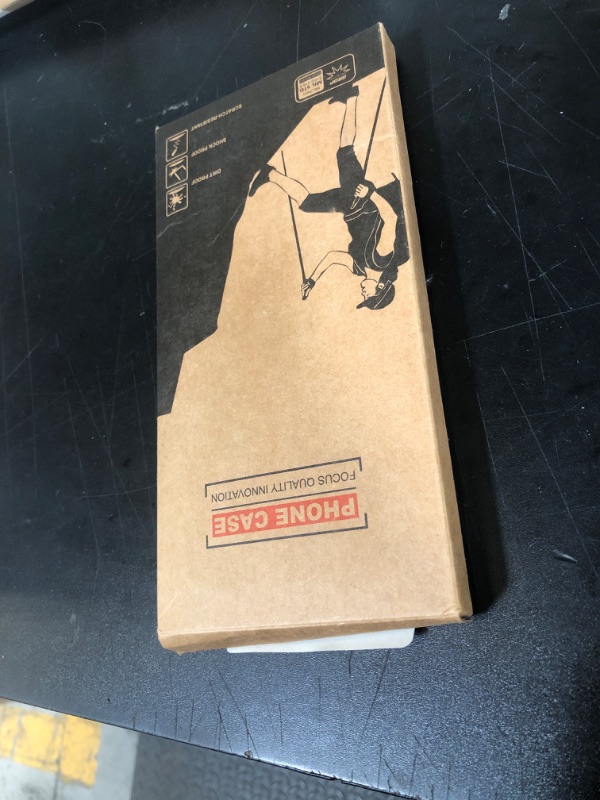 PHONE CASE
FOCUS QUALITY INNOVATION
DIRT PROOF
SHOCK PROOF
SCRATCH-RESISTANT